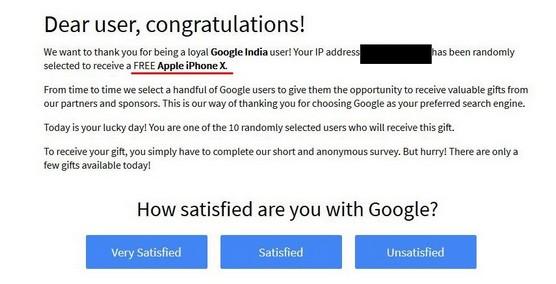 Dear user, congratulations!
We want to thank you for being a loyal Google India user! Your IP address has been randomly
selected to receive a FREE Apple iPhone X.
From time to time we select a handful of Google users to give them the opportunity to receive valuable gifts from
our partners and sponsors. This is our way of thanking you for choosing Google as your preferred search engine.
Today is your lucky day! You are one of the 10 randomly selected users who will receive this gift.
To receive your gift, you simply have to complete our short and anonymous survey. But hurry! There are only a
few gifts available today!
How satisfied are you with Google?
Very Satisfied
Satisfied
Unsatisfied